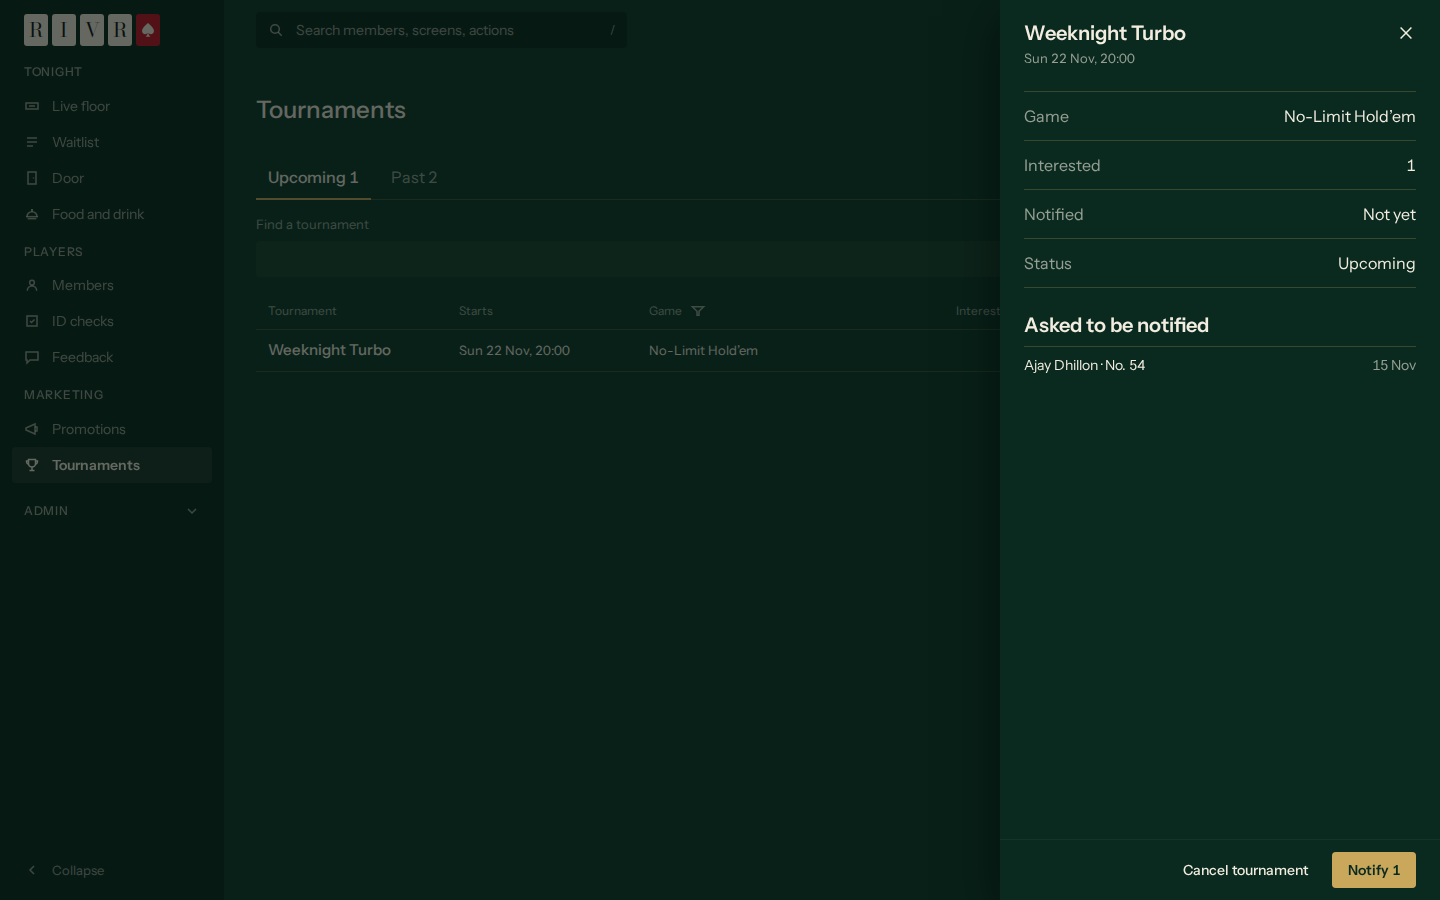 RIVR
Search members, screens, actions /
TONIGHT
Live floor
Waitlist
Door
Food and drink
PLAYERS
Members
ID checks
Feedback
MARKETING
Promotions
Tournaments
ADMIN
Collapse
Tournaments
Upcoming 1 Past 2
Find a tournament
Tournament Starts Game
Weeknight Turbo Sun 22 Nov, 20:00 No-Limit Hold’em
Weeknight Turbo
Sun 22 Nov, 20:00
Game No-Limit Hold’em
Interested 1
Notified Not yet
Status Upcoming
Asked to be notified
Ajay Dhillon · No. 54 15 Nov
Cancel tournament Notify 1